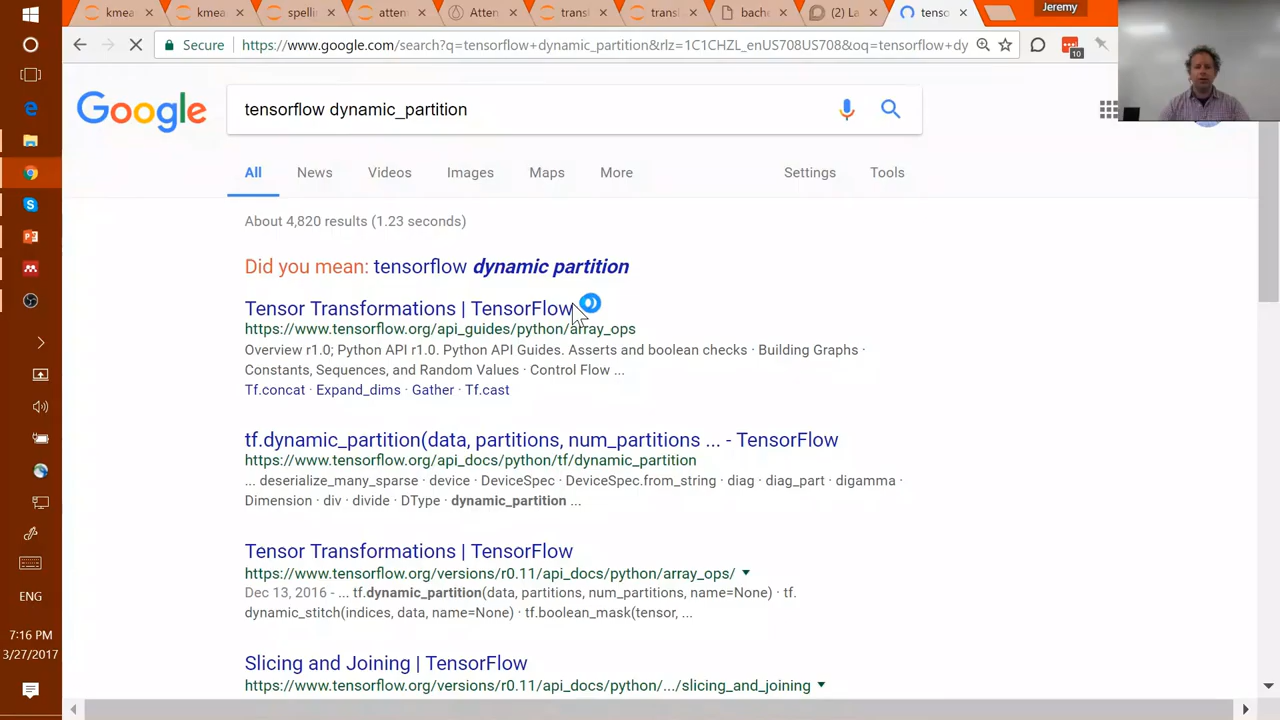 kmea
kmea
spellin
atten
Atten
transl
transi
bache
(2) La
tenso
Jeremy
Secure
https://www.google.com/search?q=tensorflow+dynamic_partition&rlz=1C1CHZL_enUS708US708&oq=tensorflow+dy
10
Google
tensorflow dynamic_partition
All
News
Videos
Images
Maps
More
Settings
Tools
About 4,820 results (1.23 seconds)
Did you mean: tensorflow dynamic partition
Tensor Transformations | TensorFlow
https://www.tensorflow.org/api_guides/python/array_ops
Overview r1.0; Python API r1.0. Python API Guides. Asserts and boolean checks · Building Graphs ·
Constants, Sequences, and Random Values · Control Flow ...
Tf.concat · Expand_dims · Gather · Tf.cast
tf.dynamic_partition(data, partitions, num_partitions ... - TensorFlow
https://www.tensorflow.org/api_docs/python/tf/dynamic_partition
... deserialize_many_sparse · device · DeviceSpec · DeviceSpec.from_string · diag · diag_part · digamma ·
Dimension · div · divide · DType · dynamic_partition ...
Tensor Transformations | TensorFlow
https://www.tensorflow.org/versions/r0.11/api_docs/python/array_ops/
Dec 13, 2016 - ... tf.dynamic_partition(data, partitions, num_partitions, name=None) · tf.
dynamic_stitch(indices, data, name=None) · tf.boolean_mask(tensor, ...
Slicing and Joining | TensorFlow
https://www.tensorflow.org/versions/r0.11/api_docs/python/.../slicing_and_joining
ENG
7:16 PM
3/27/2017